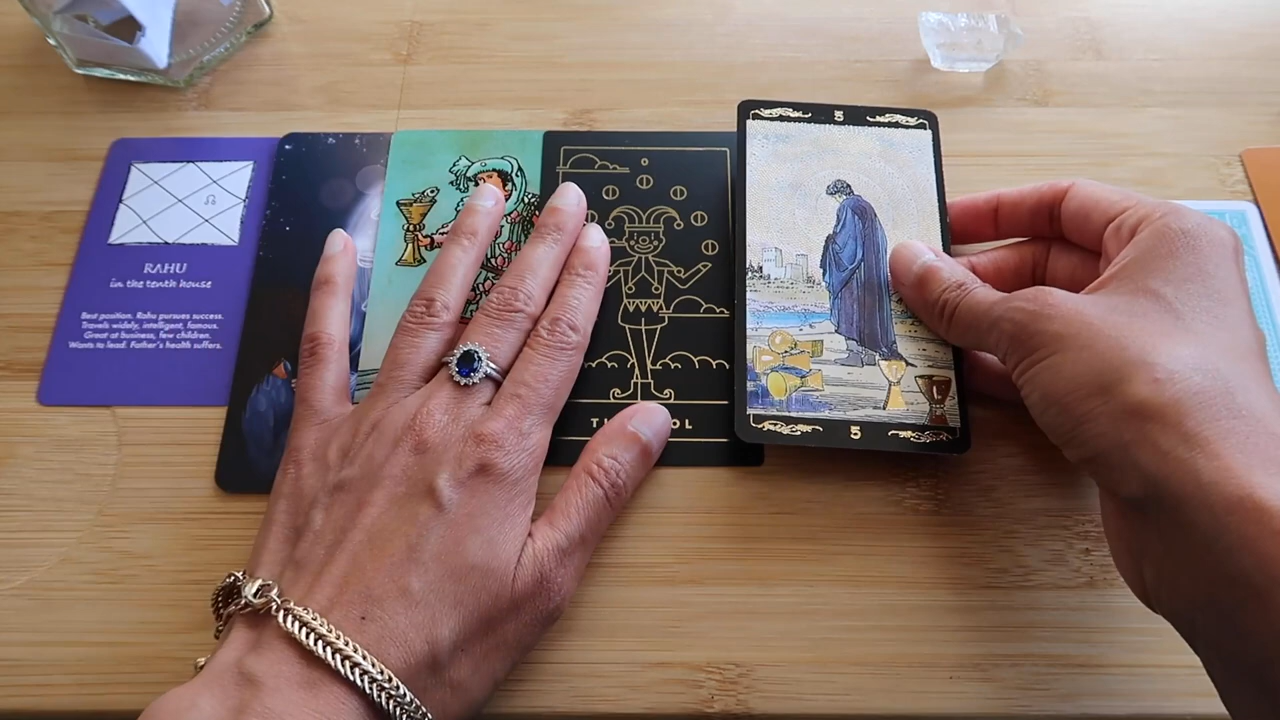 RAHU
in the tenth house
Best position. Rahu pursues success.
Travels widely, intelligent, famous.
Great at business, few children.
Wants to lead. Father's health suffers.
0
5
5